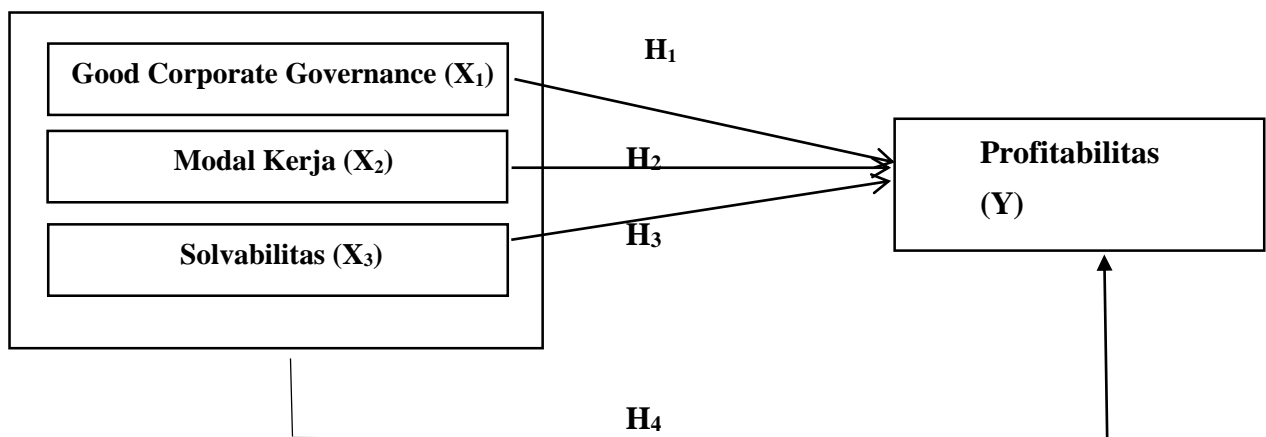 H₁
Good Corporate Governance (X₁)
Modal Kerja (X₂)
H₂
Profitabilitas
(Y)
Solvabilitas (X₃)
H₃
H₄